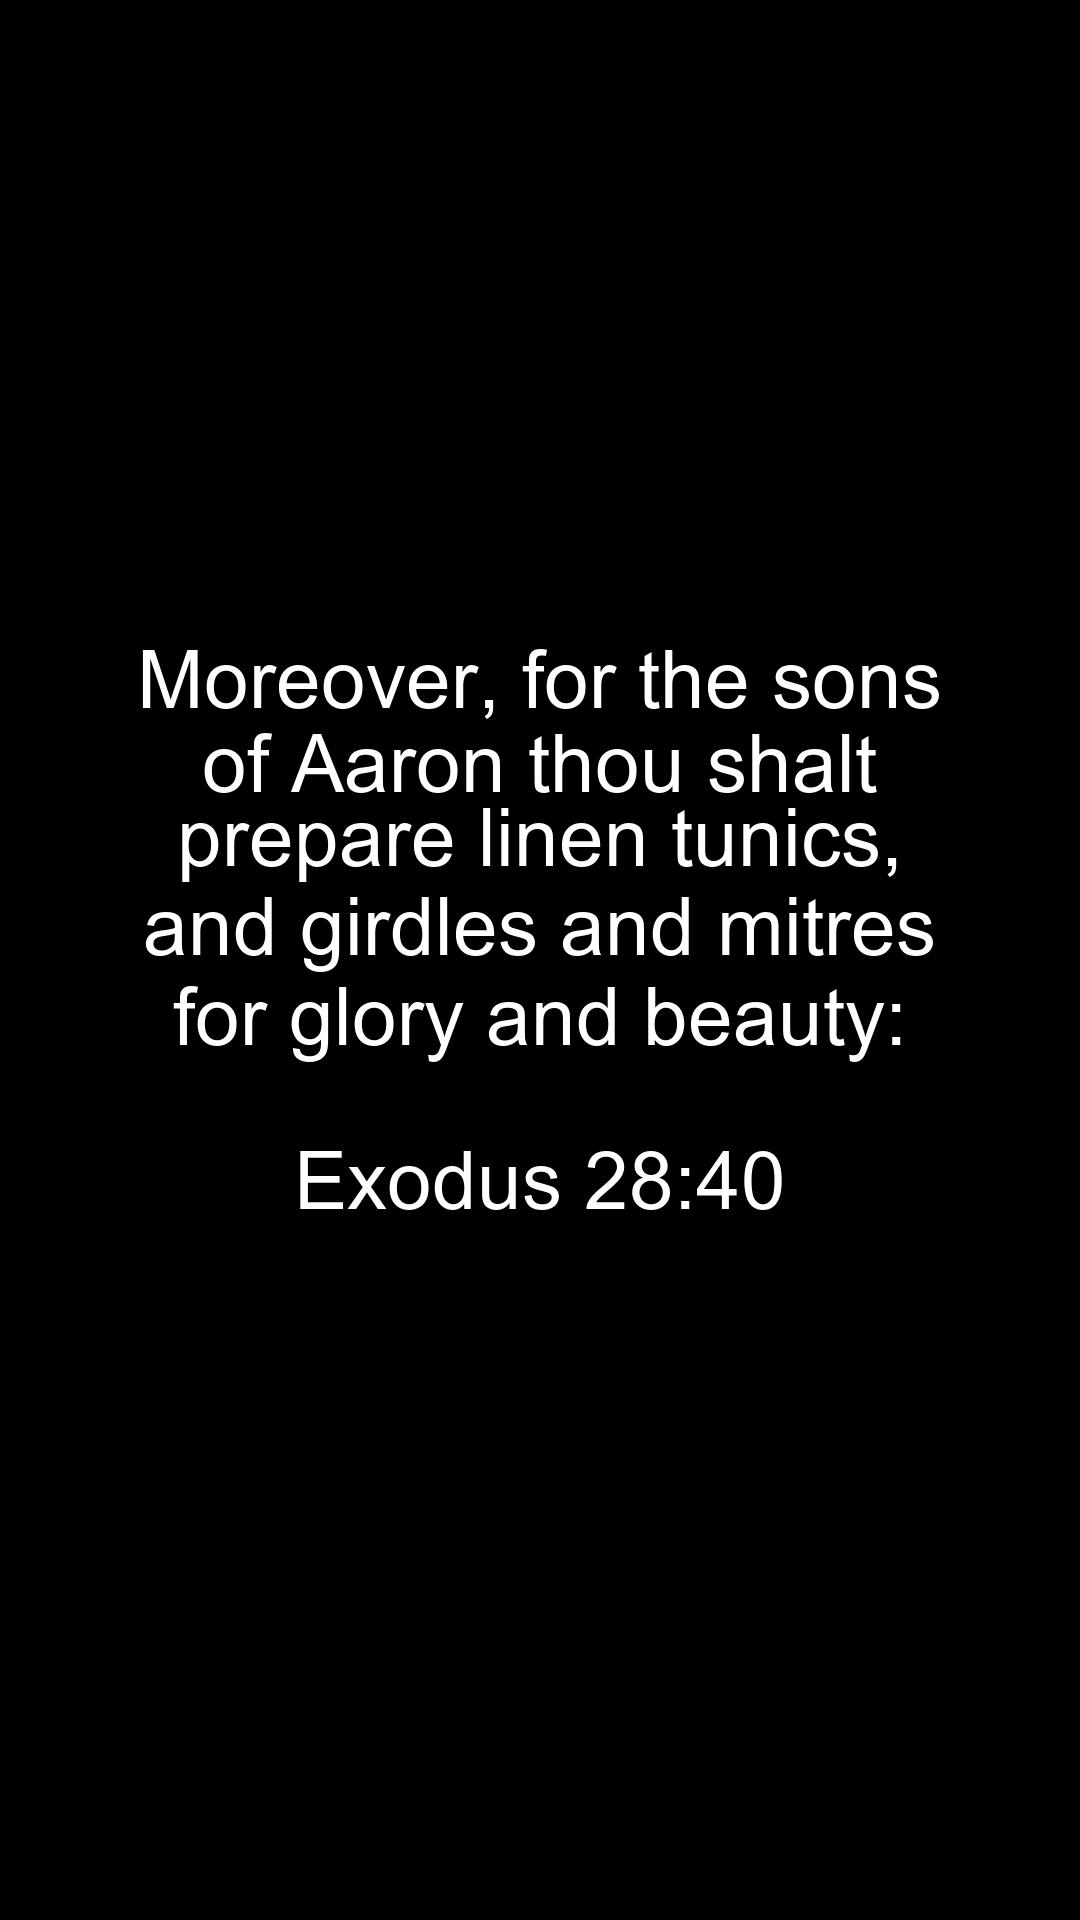 Moreover, for the sons
of Aaron thou shalt
prepare linen tunics,
and girdles and mitres
for glory and beauty:
Exodus 28:40